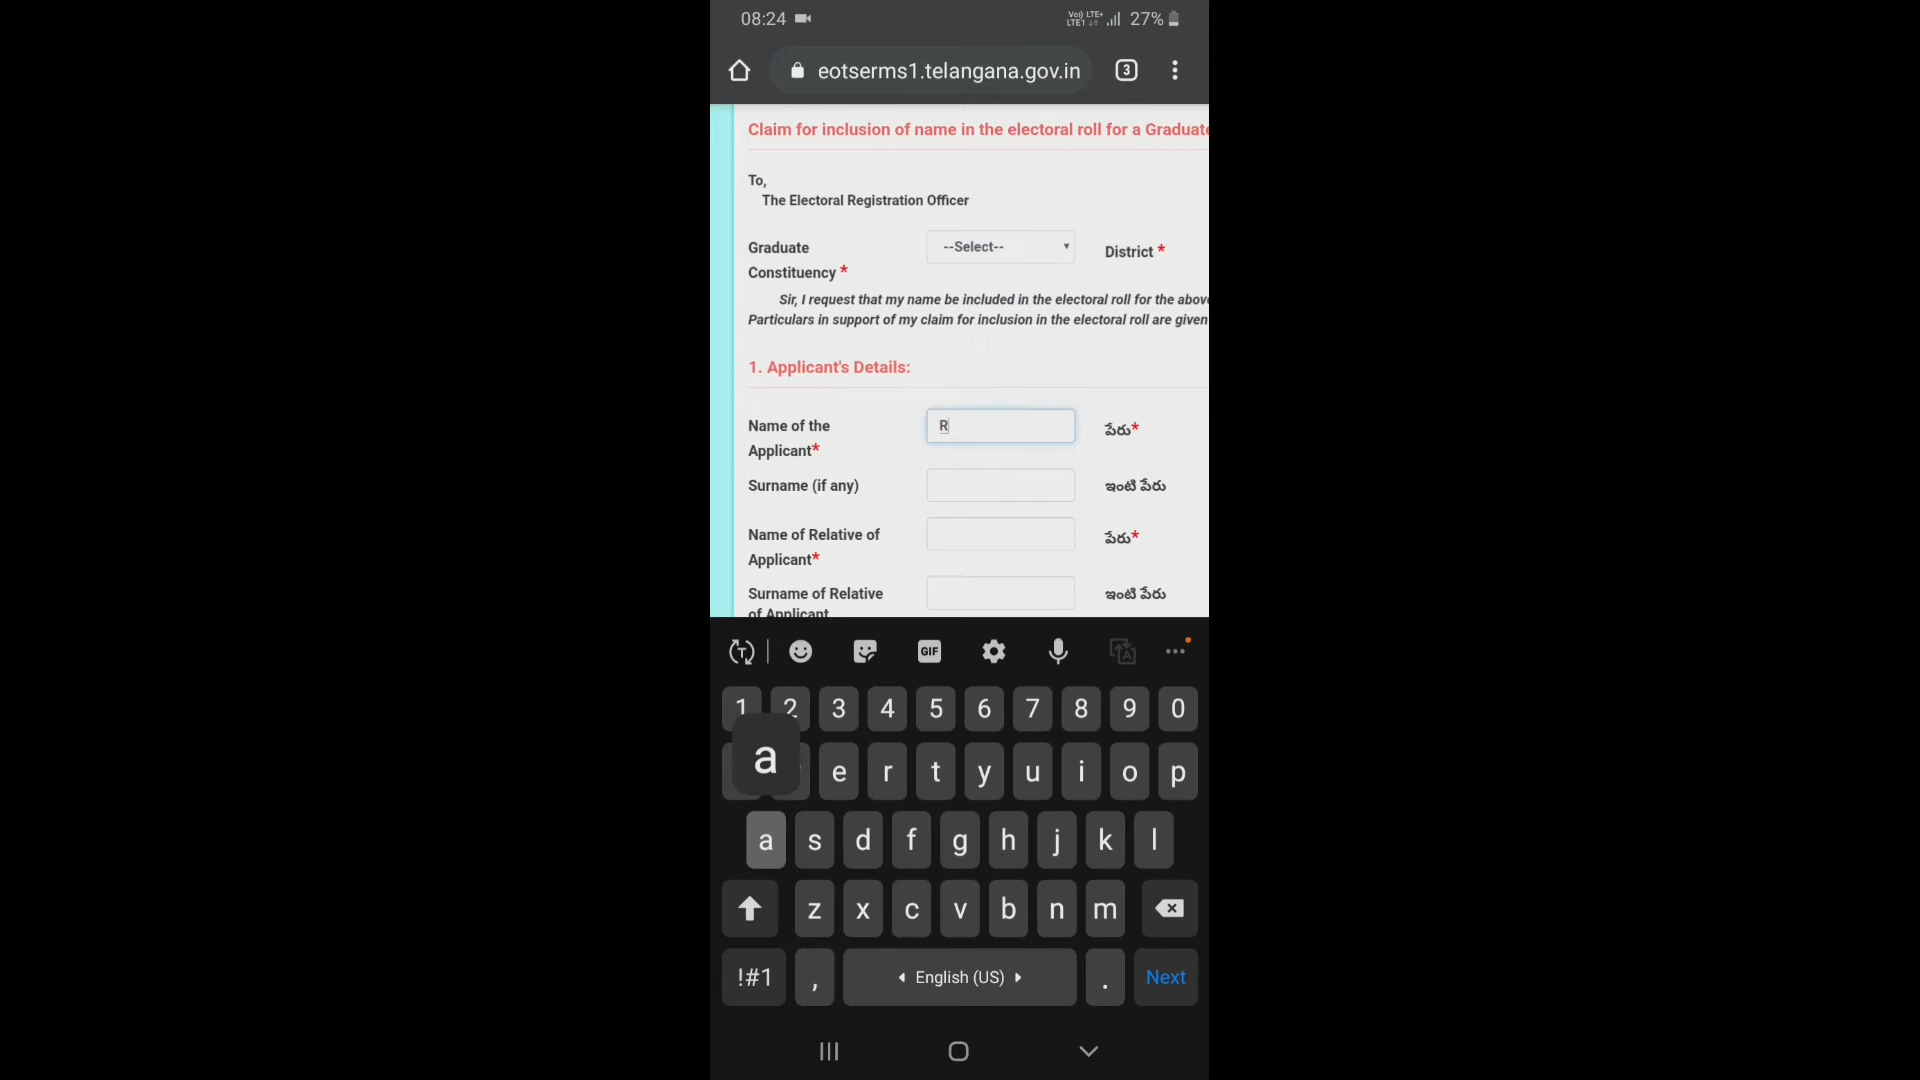 08:24 Vo)) LTE+ LTE1 27%
eotserms1.telangana.gov.in 3
Claim for inclusion of name in the electoral roll for a Graduate
To,
The Electoral Registration Officer
Graduate Constituency * --Select-- District *
Sir, I request that my name be included in the electoral roll for the above
Particulars in support of my claim for inclusion in the electoral roll are given
1. Applicant's Details:
Name of the Applicant* R పేరు*
Surname (if any) ఇంటి పేరు
Name of Relative of Applicant* పేరు*
Surname of Relative of Applicant ఇంటి పేరు
T GIF A
1 2 3 4 5 6 7 8 9 0
a e r t y u i o p
a s d f g h j k l
z x c v b n m
!#1 , English (US) . Next